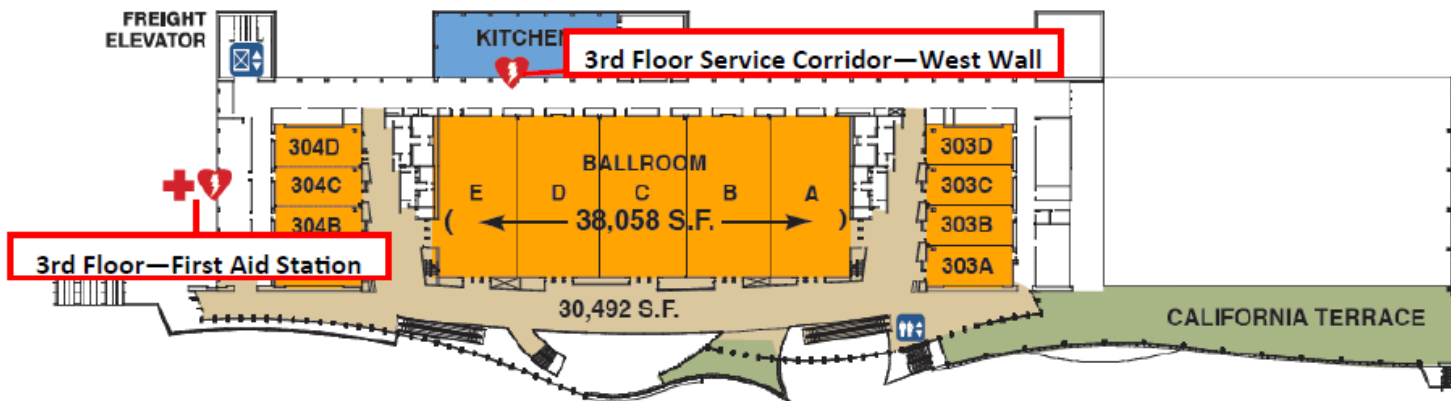 FREIGHT
ELEVATOR
KITCHEN
3rd Floor Service Corridor—West Wall
304D
304C
304B
3rd Floor—First Aid Station
BALLROOM
E D C B A
( 38,058 S.F. )
303D
303C
303B
303A
30,492 S.F.
CALIFORNIA TERRACE